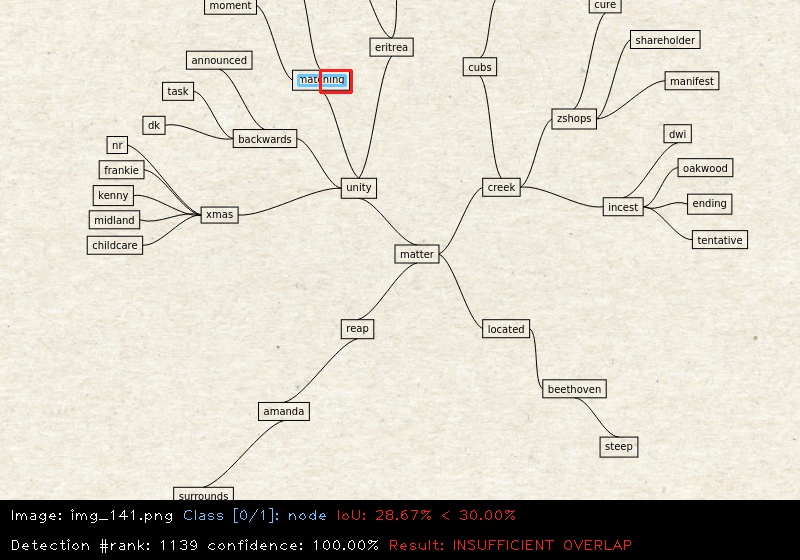 moment
cure
eritrea
shareholder
announced
cubs
matching
manifest
task
zshops
dk
backwards
dwi
nr
frankie
oakwood
unity
creek
kenny
ending
incest
midland
xmas
childcare
tentative
matter
reap
located
beethoven
amanda
steep
surrounds
Image: img_141.png Class [0/1]: node IoU: 28.67% < 30.00%
Detection #rank: 1139 confidence: 100.00% Result: INSUFFICIENT OVERLAP